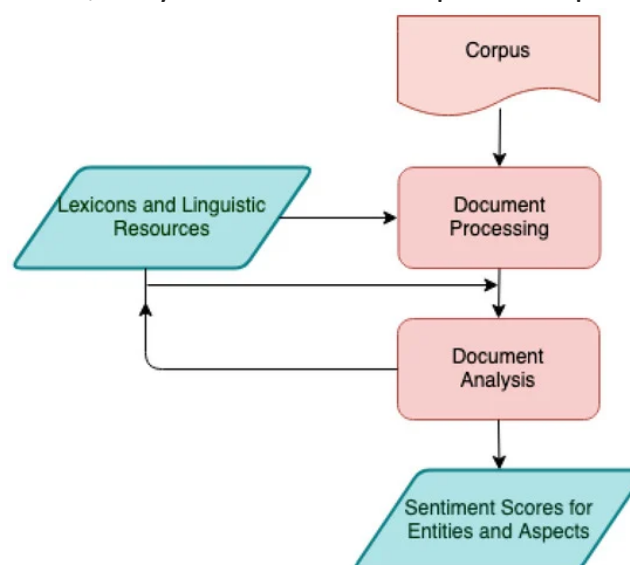 Corpus
Lexicons and Linguistic
Resources
Document
Processing
Document
Analysis
Sentiment Scores for
Entities and Aspects